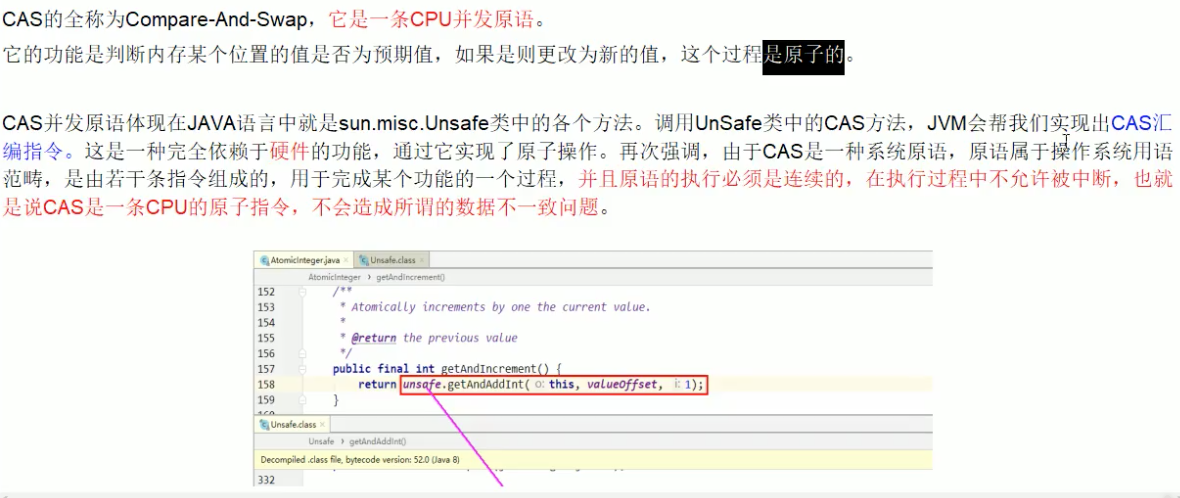 CAS的全称为Compare-And-Swap，它是一条CPU并发原语。
它的功能是判断内存某个位置的值是否为预期值，如果是则更改为新的值，这个过程是原子的。
CAS并发原语体现在JAVA语言中就是sun.misc.Unsafe类中的各个方法。调用UnSafe类中的CAS方法，JVM会帮我们实现出CAS汇
编指令。这是一种完全依赖于硬件的功能，通过它实现了原子操作。再次强调，由于CAS是一种系统原语，原语属于操作系统用语
范畴，是由若干条指令组成的，用于完成某个功能的一个过程，并且原语的执行必须是连续的，在执行过程中不允许被中断，也就
是说CAS是一条CPU的原子指令，不会造成所谓的数据不一致问题。
AtomicInteger.java Unsafe.class
AtomicInteger › getAndIncrement()
152 /**
153 * Atomically increments by one the current value.
154 *
155 * @return the previous value
156 */
157 public final int getAndIncrement() {
158 return unsafe.getAndAddInt( o: this, valueOffset, i: 1);
159 }
Unsafe.class
Unsafe › getAndAddInt()
Decompiled .class file, bytecode version: 52.0 (Java 8)
332